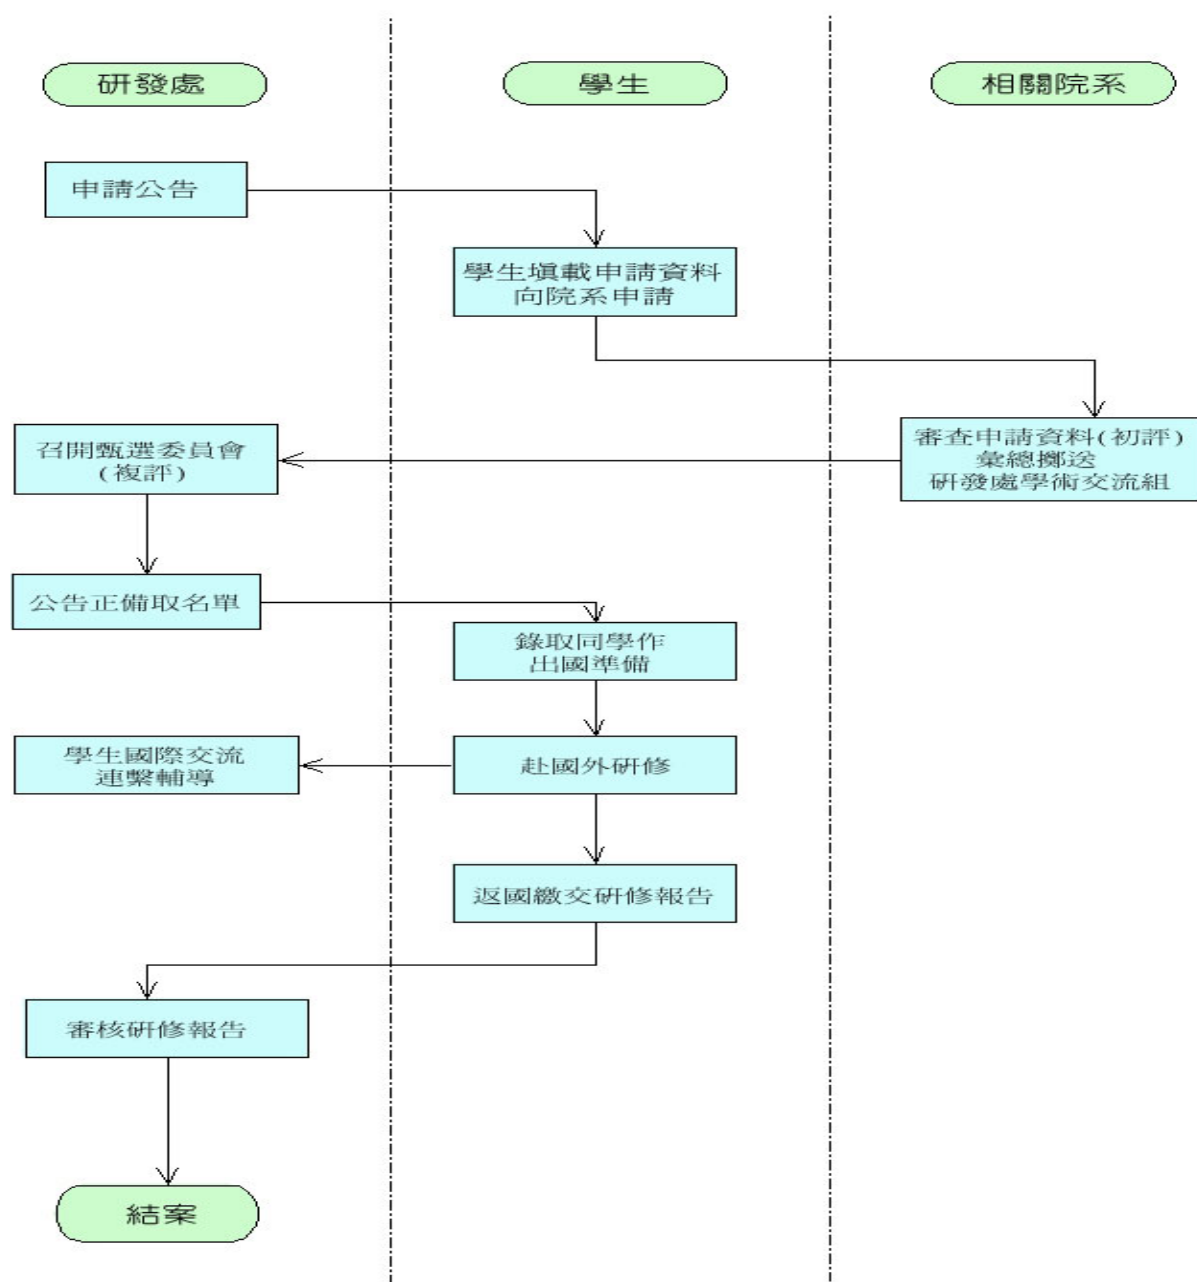 研發處
學生
相關院系
申請公告
學生填載申請資料
向院系申請
審查申請資料(初評)
彙總擲送
研發處學術交流組
召開甄選委員會
(複評)
公告正備取名單
錄取同學作
出國準備
赴國外研修
學生國際交流
連繫輔導
返國繳交研修報告
審核研修報告
結案